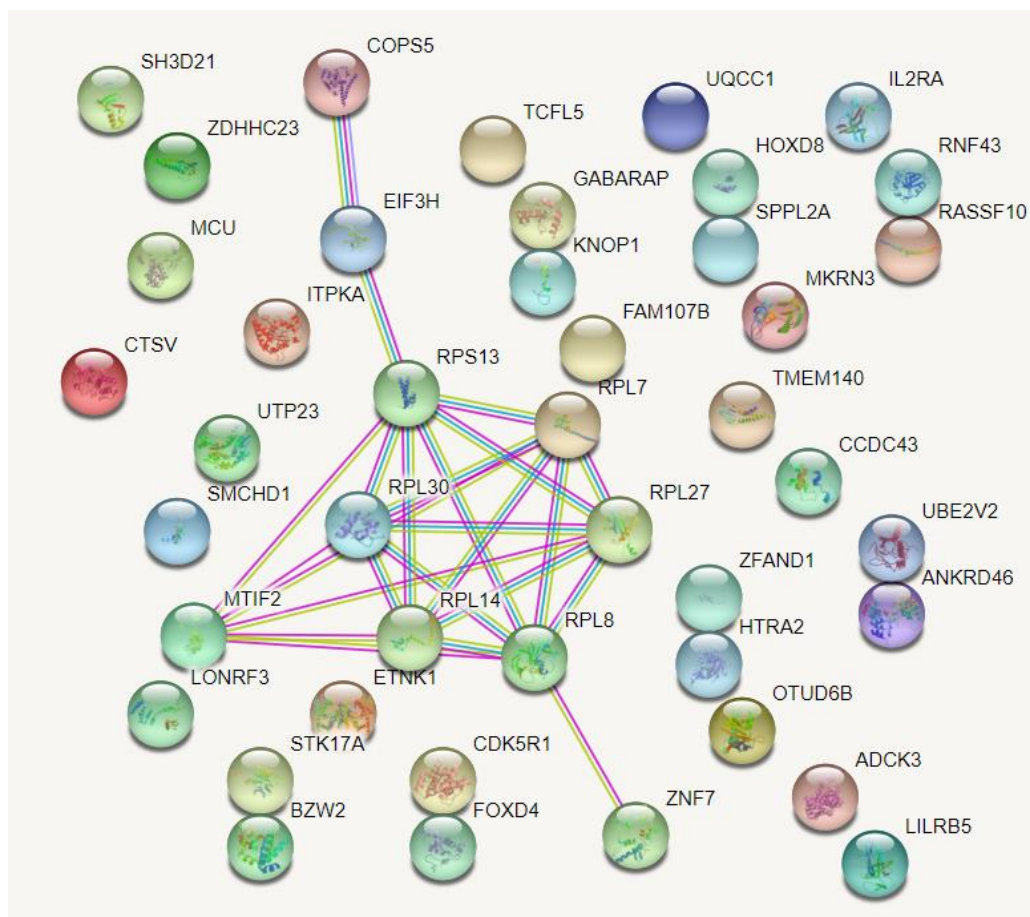 COPS5
SH3D21
UQCC1
IL2RA
TCFL5
ZDHHC23
HOXD8
RNF43
GABARAP
EIF3H
SPPL2A
RASSF10
MCU
KNOP1
MKRN3
ITPKA
FAM107B
CTSV
RPS13
RPL7
TMEM140
UTP23
CCDC43
RPL30
RPL27
SMCHD1
UBE2V2
ZFAND1
ANKRD46
MTIF2
RPL14
RPL8
HTRA2
LONRF3
ETNK1
OTUD6B
STK17A
CDK5R1
ADCK3
ZNF7
BZW2
FOXD4
LILRB5